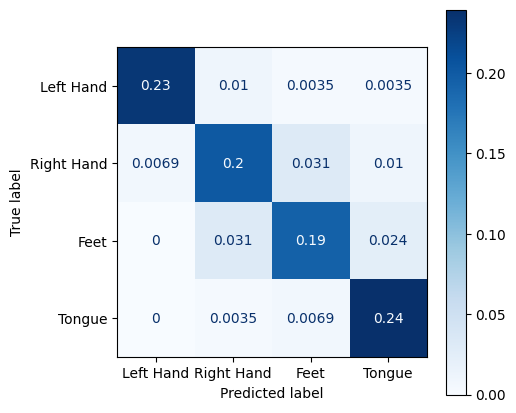 Left Hand 0.23 0.01 0.0035 0.0035
Right Hand 0.0069 0.2 0.031 0.01
Feet 0 0.031 0.19 0.024
Tongue 0 0.0035 0.0069 0.24
Left Hand Right Hand Feet Tongue
Predicted label
True label
0.20
0.15
0.10
0.05
0.00